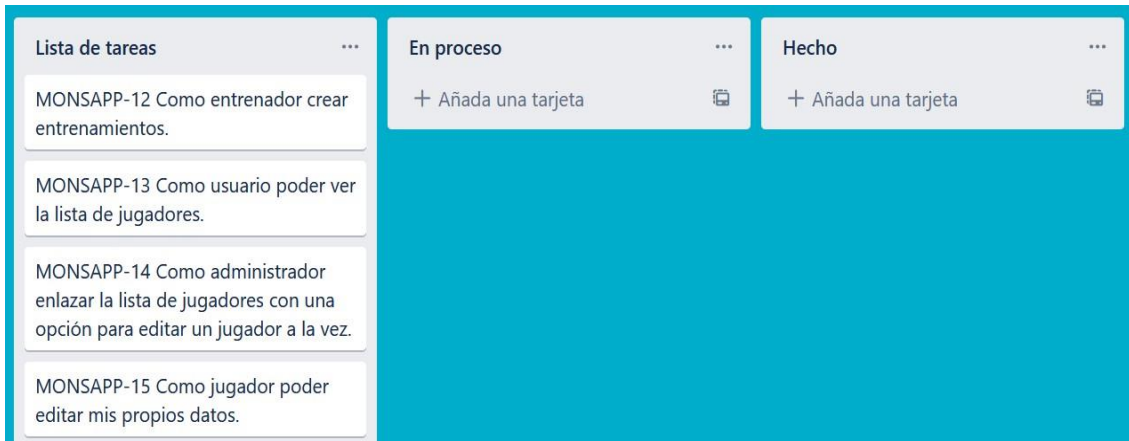 Lista de tareas
MONSAPP-12 Como entrenador crear
entrenamientos.
MONSAPP-13 Como usuario poder ver
la lista de jugadores.
MONSAPP-14 Como administrador
enlazar la lista de jugadores con una
opción para editar un jugador a la vez.
MONSAPP-15 Como jugador poder
editar mis propios datos.
En proceso
+ Añada una tarjeta
Hecho
+ Añada una tarjeta